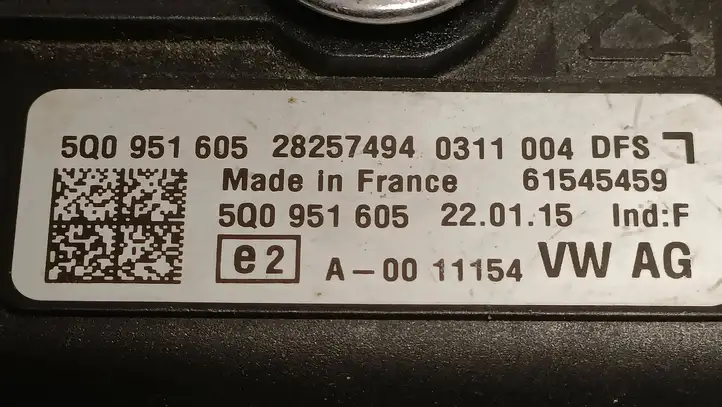 5Q0 951 605 28257494 0311 004 DFS
Made in France 61545459
5Q0 951 605 22.01.15 Ind:F
e2 A-00 11154 VW AG